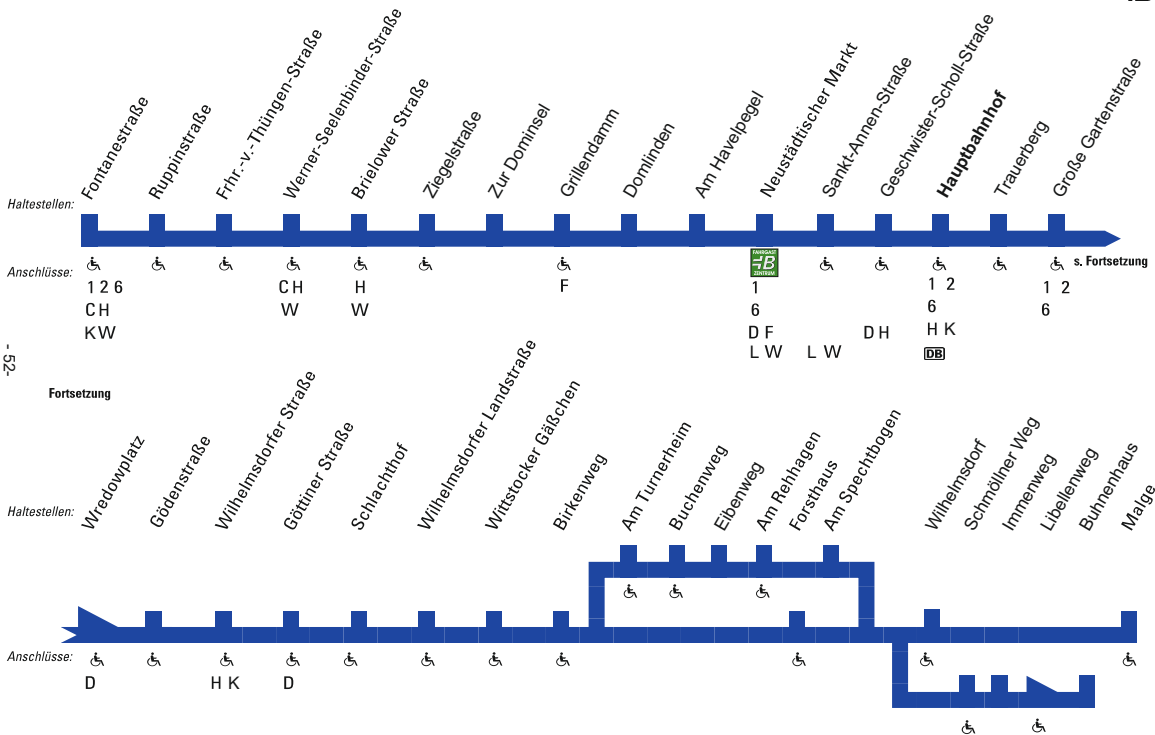 Haltestellen:
Fontanestraße
Ruppinstraße
Frhr.-v.-Thüngen-Straße
Werner-Seelenbinder-Straße
Brielower Straße
Ziegelstraße
Zur Dominsel
Grillendamm
Domlinden
Am Havelpegel
Neustädtischer Markt
Sankt-Annen-Straße
Geschwister-Scholl-Straße
Hauptbahnhof
Trauerberg
Große Gartenstraße
Anschlüsse:
FAHRGAST
B
ZENTRUM
s. Fortsetzung
1 2 6
C H
H
F
1
1 2
1 2
C H
W
W
6
6
6
K W
D F
D H
H K
L W
L W
DB
- 52-
Fortsetzung
Haltestellen:
Wredowplatz
Gödenstraße
Wilhelmsdorfer Straße
Göttiner Straße
Schlachthof
Wilhelmsdorfer Landstraße
Wittstocker Gäßchen
Birkenweg
Am Turnerheim
Buchenweg
Eibenweg
Am Rehhagen
Forsthaus
Am Spechtbogen
Wilhelmsdorf
Schmöllner Weg
Immenweg
Libellenweg
Buhnenhaus
Malge
Anschlüsse:
D
H K
D